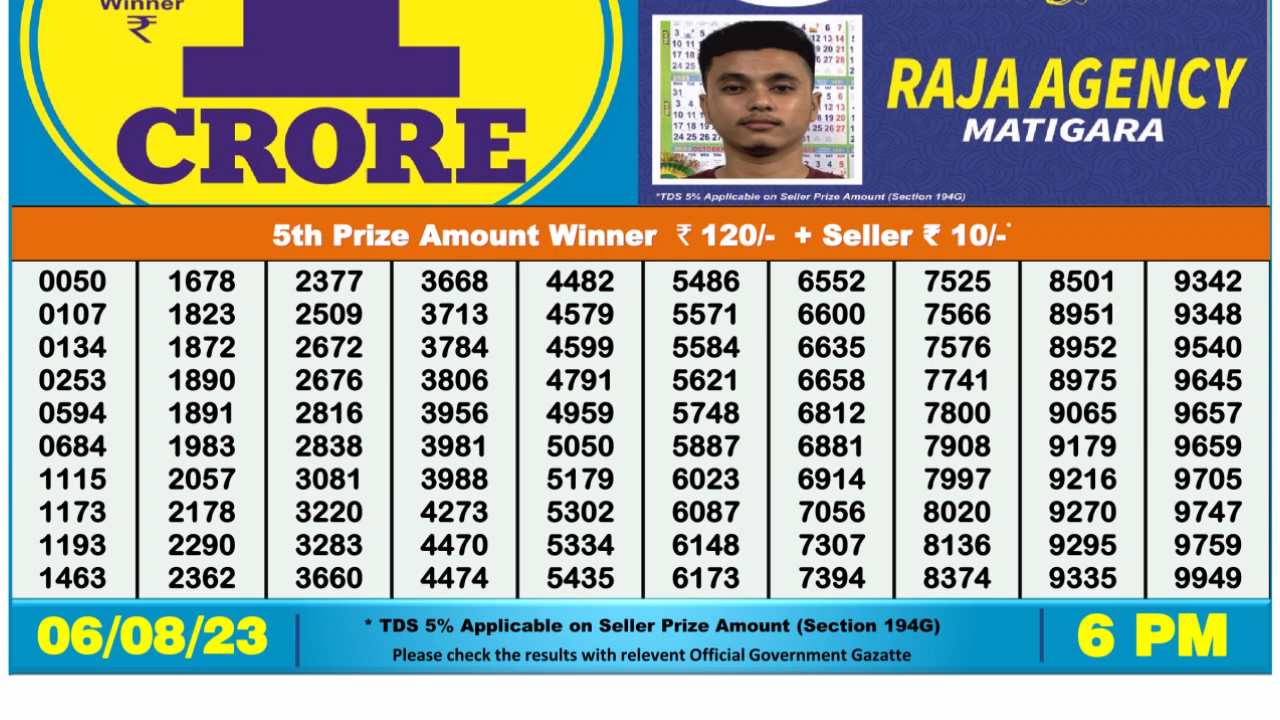 Winner
₹
1
CRORE
RAJA AGENCY
MATIGARA
*TDS 5% Applicable on Seller Prize Amount (Section 194G)
5th Prize Amount Winner ₹ 120/- + Seller ₹ 10/-*
0050 1678 2377 3668 4482 5486 6552 7525 8501 9342
0107 1823 2509 3713 4579 5571 6600 7566 8951 9348
0134 1872 2672 3784 4599 5584 6635 7576 8952 9540
0253 1890 2676 3806 4791 5621 6658 7741 8975 9645
0594 1891 2816 3956 4959 5748 6812 7800 9065 9657
0684 1983 2838 3981 5050 5887 6881 7908 9179 9659
1115 2057 3081 3988 5179 6023 6914 7997 9216 9705
1173 2178 3220 4273 5302 6087 7056 8020 9270 9747
1193 2290 3283 4470 5334 6148 7307 8136 9295 9759
1463 2362 3660 4474 5435 6173 7394 8374 9335 9949
06/08/23
* TDS 5% Applicable on Seller Prize Amount (Section 194G)
Please check the results with relevent Official Government Gazatte
6 PM